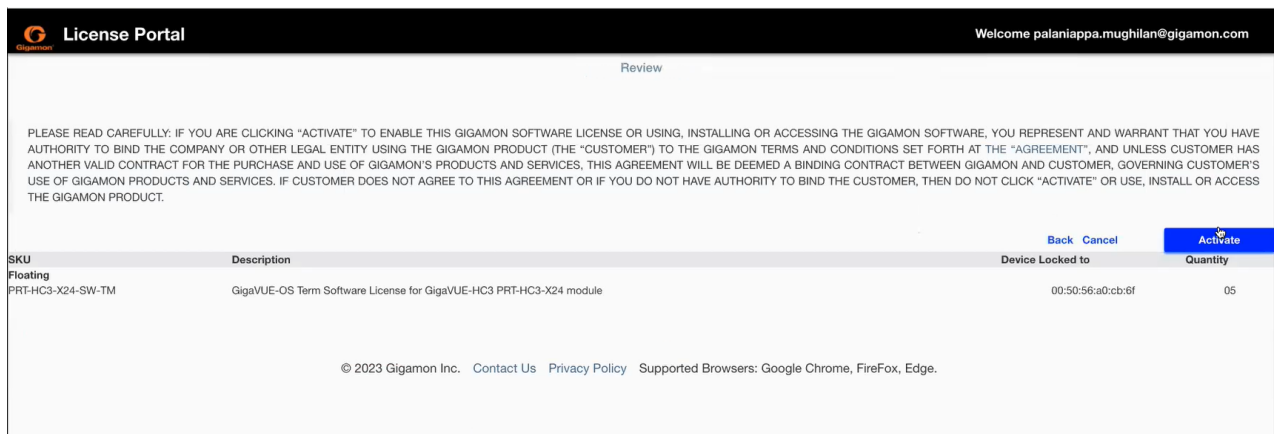 Gigamon
License Portal
Welcome palaniappa.mughilan@gigamon.com
Review
PLEASE READ CAREFULLY: IF YOU ARE CLICKING “ACTIVATE” TO ENABLE THIS GIGAMON SOFTWARE LICENSE OR USING, INSTALLING OR ACCESSING THE GIGAMON SOFTWARE, YOU REPRESENT AND WARRANT THAT YOU HAVE
AUTHORITY TO BIND THE COMPANY OR OTHER LEGAL ENTITY USING THE GIGAMON PRODUCT (THE “CUSTOMER”) TO THE GIGAMON TERMS AND CONDITIONS SET FORTH AT THE “AGREEMENT”, AND UNLESS CUSTOMER HAS
ANOTHER VALID CONTRACT FOR THE PURCHASE AND USE OF GIGAMON’S PRODUCTS AND SERVICES, THIS AGREEMENT WILL BE DEEMED A BINDING CONTRACT BETWEEN GIGAMON AND CUSTOMER, GOVERNING CUSTOMER’S
USE OF GIGAMON PRODUCTS AND SERVICES. IF CUSTOMER DOES NOT AGREE TO THIS AGREEMENT OR IF YOU DO NOT HAVE AUTHORITY TO BIND THE CUSTOMER, THEN DO NOT CLICK “ACTIVATE” OR USE, INSTALL OR ACCESS
THE GIGAMON PRODUCT.
Back Cancel Activate
SKU Description Device Locked to Quantity
Floating
PRT-HC3-X24-SW-TM GigaVUE-OS Term Software License for GigaVUE-HC3 PRT-HC3-X24 module 00:50:56:a0:cb:6f 05
© 2023 Gigamon Inc. Contact Us Privacy Policy Supported Browsers: Google Chrome, FireFox, Edge.